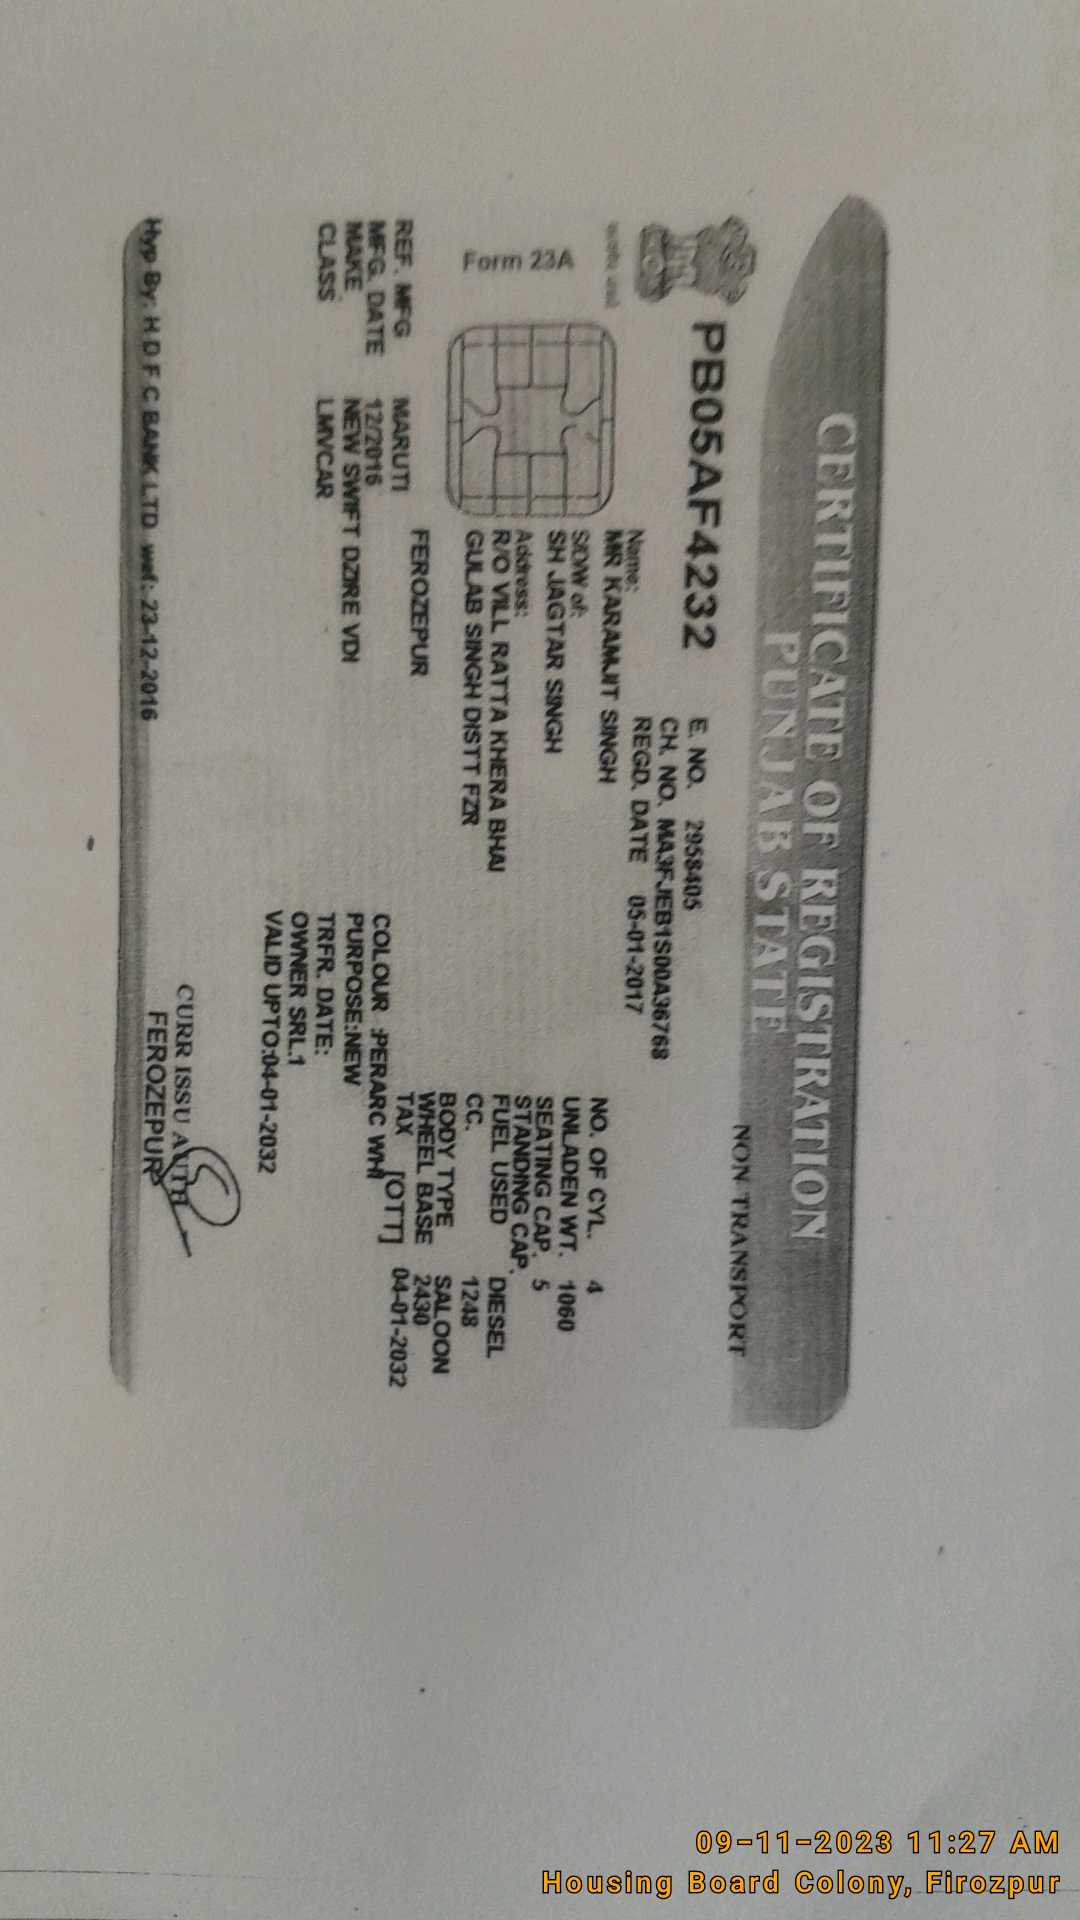 CERTIFICATE OF REGISTRATION
PUNJAB STATE
NON TRANSPORT
PB05AF4232
E. NO. 2958405
CH. NO. MA3FJEB1S00A36768
REGD. DATE 05-01-2017
Form 23A
Name:
MR KARAMJIT SINGH
S/D/W of:
SH JAGTAR SINGH
Address:
R/O VILL RATTA KHERA BHAI
GULAB SINGH DISTT FZR
FEROZEPUR
NO. OF CYL. 4
UNLADEN WT. 1060
SEATING CAP. 5
STANDING CAP.
FUEL USED DIESEL
CC. 1248
BODY TYPE SALOON
WHEEL BASE 2430
TAX [OTT] 04-01-2032
REF. MFG MARUTI
MFG. DATE 12/2016
MAKE NEW SWIFT DZIRE VDI
CLASS LMVCAR
COLOUR :PERARC WHI
PURPOSE:NEW
TRFR. DATE:
OWNER SRL.1
VALID UPTO:04-01-2032
CURR ISSU AUTH
FEROZEPUR
Hyp By: H D F C BANK LTD wef: 23-12-2016
09-11-2023 11:27 AM
Housing Board Colony, Firozpur